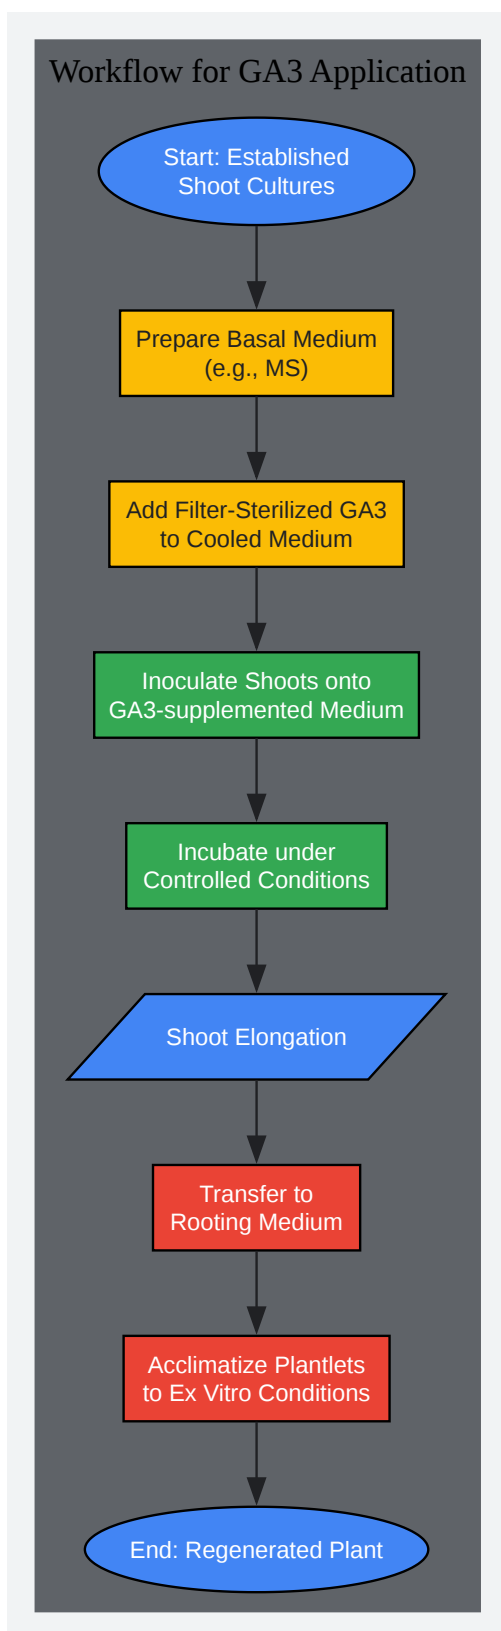 Workflow for GA3 Application
Start: Established
Shoot Cultures
Prepare Basal Medium
(e.g., MS)
Add Filter-Sterilized GA3
to Cooled Medium
Inoculate Shoots onto
GA3-supplemented Medium
Incubate under
Controlled Conditions
Shoot Elongation
Transfer to
Rooting Medium
Acclimatize Plantlets
to Ex Vitro Conditions
End: Regenerated Plant